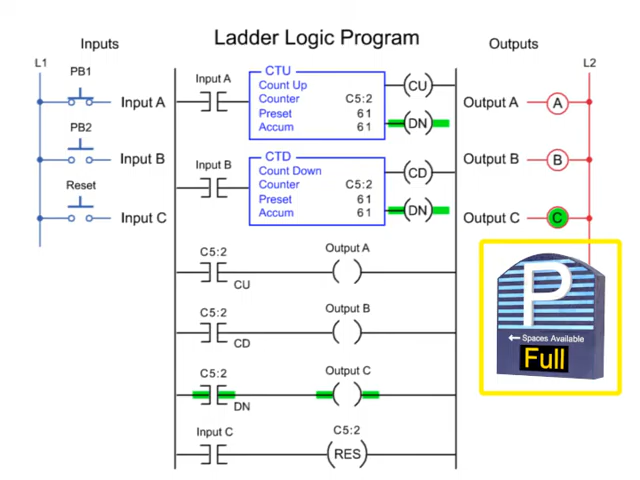 Ladder Logic Program
Inputs
Outputs
L1
L2
PB1
Input A
PB2
Input B
Reset
Input C
Input A
CTU
Count Up
Counter C5:2
Preset 61
Accum 61
CU
DN
Input B
CTD
Count Down
Counter C5:2
Preset 61
Accum 61
CD
DN
C5:2
CU
Output A
C5:2
CD
Output B
C5:2
DN
Output C
Input C
C5:2
RES
Output A A
Output B B
Output C C
P
Spaces Available
Full